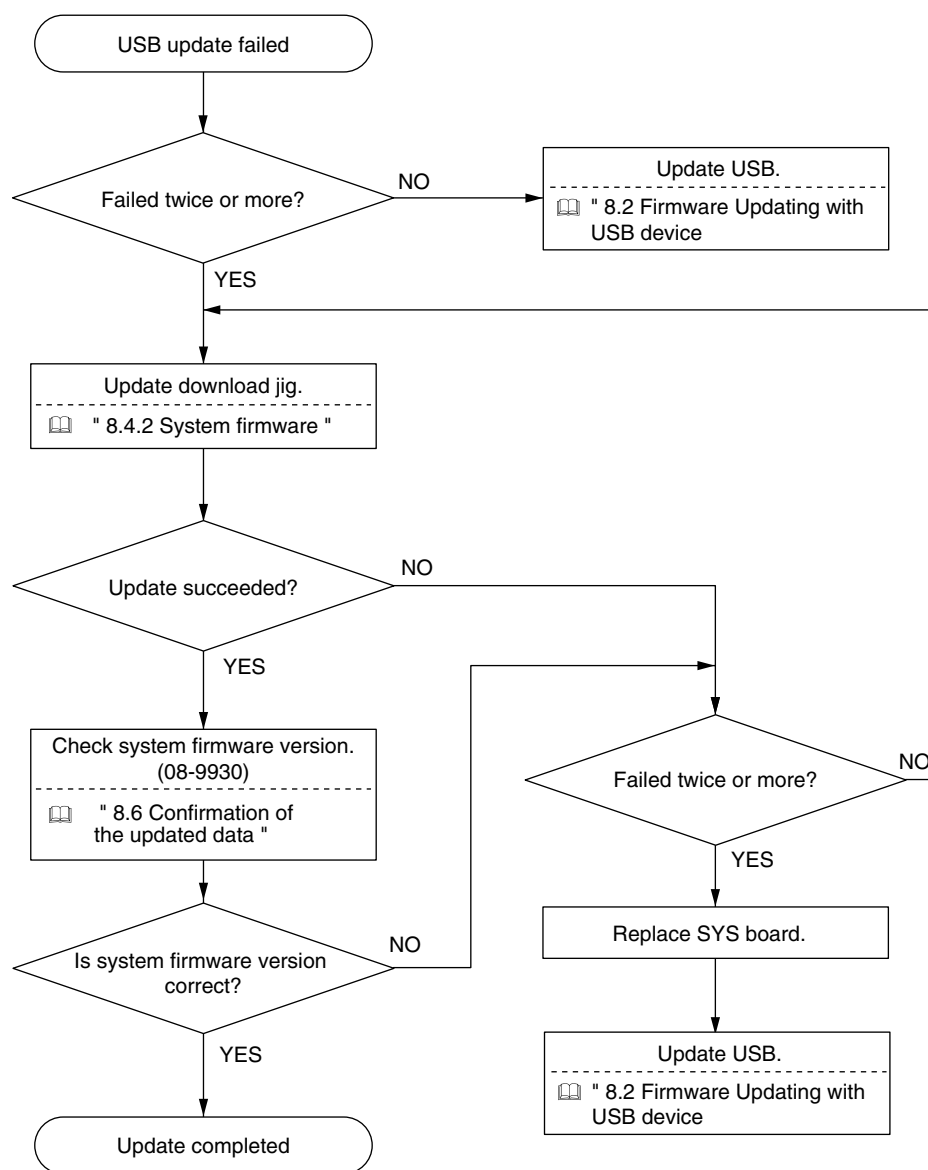 USB update failed
Failed twice or more?
NO
Update USB.
" 8.2 Firmware Updating with
USB device
YES
Update download jig.
" 8.4.2 System firmware "
Update succeeded?
NO
YES
Check system firmware version.
(08-9930)
" 8.6 Confirmation of
the updated data "
Failed twice or more?
NO
YES
Is system firmware version
correct?
NO
YES
Replace SYS board.
Update USB.
" 8.2 Firmware Updating with
USB device
Update completed